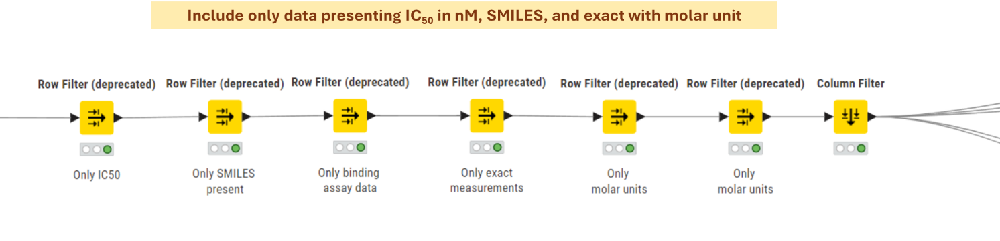 Include only data presenting IC50 in nM, SMILES, and exact with molar unit
Row Filter (deprecated) Row Filter (deprecated) Row Filter (deprecated) Row Filter (deprecated) Row Filter (deprecated) Row Filter (deprecated) Column Filter
Only IC50
Only SMILES
present
Only binding
assay data
Only exact
measurements
Only
molar units
Only
molar units